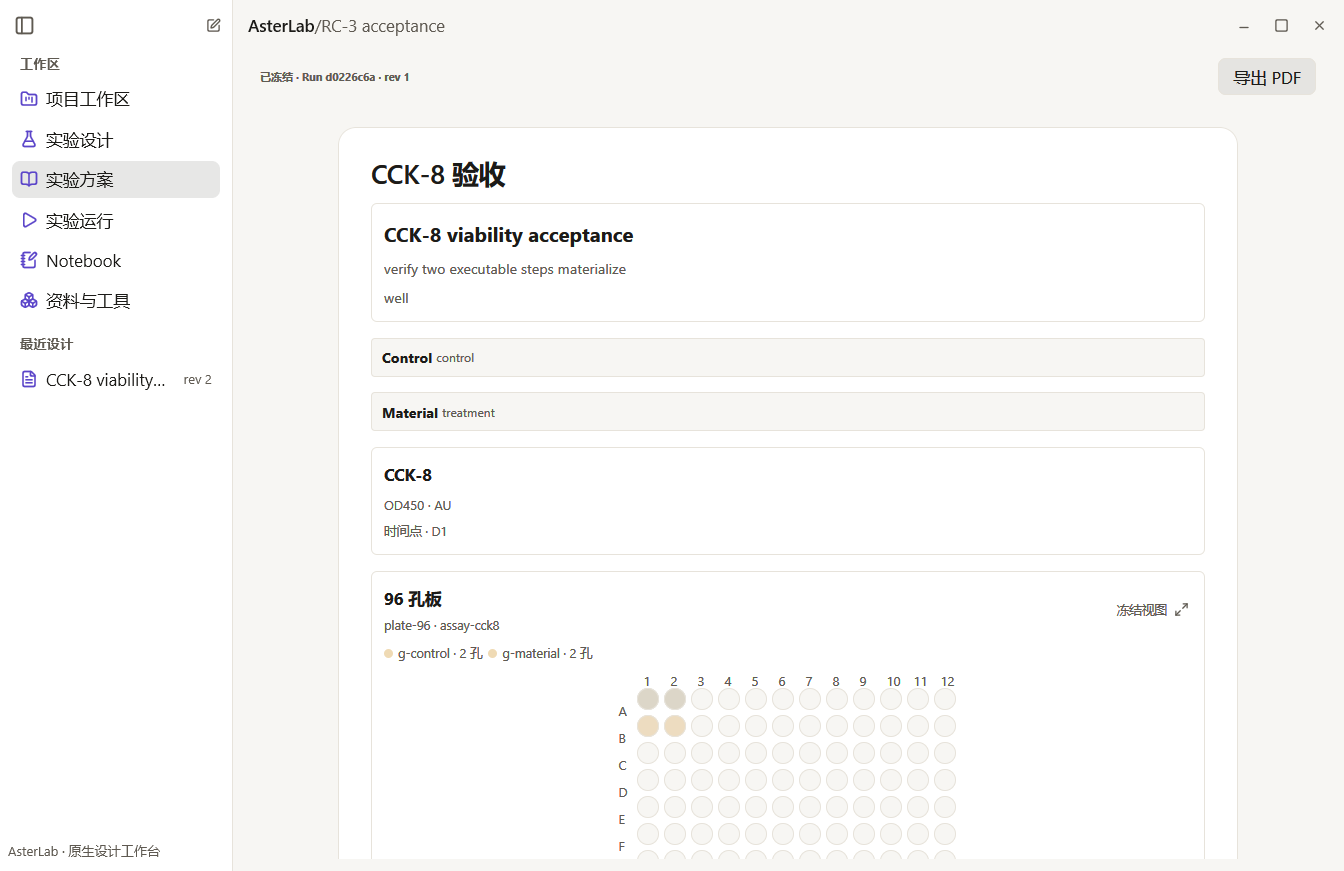 AsterLab/RC-3 acceptance
工作区
项目工作区
实验设计
实验方案
实验运行
Notebook
资料与工具
最近设计
CCK-8 viability... rev 2
AsterLab · 原生设计工作台
已冻结 · Run d0226c6a · rev 1
导出 PDF
CCK-8 验收
CCK-8 viability acceptance
verify two executable steps materialize
well
Control control
Material treatment
CCK-8
OD450 · AU
时间点 · D1
96 孔板
plate-96 · assay-cck8
冻结视图
g-control · 2 孔 g-material · 2 孔
1 2 3 4 5 6 7 8 9 10 11 12
A
B
C
D
E
F